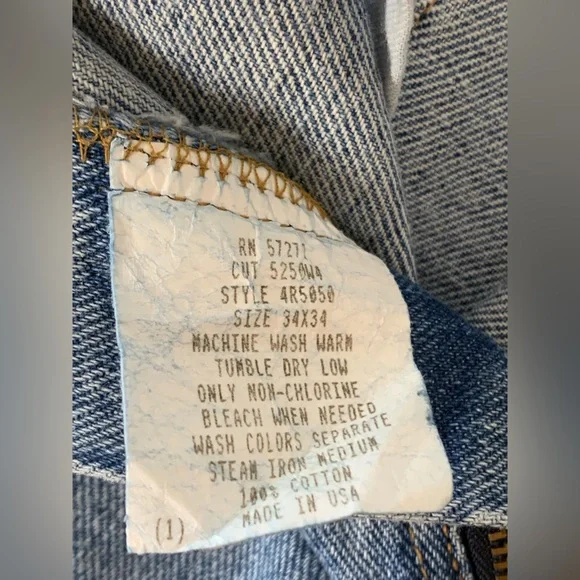 RN 57271
CUT 5250WA
STYLE 4R5050
SIZE 34X34
MACHINE WASH WARM
TUMBLE DRY LOW
ONLY NON-CHLORINE
BLEACH WHEN NEEDED
WASH COLORS SEPARATE
STEAM IRON MEDIUM
100% COTTON
MADE IN USA
(1)